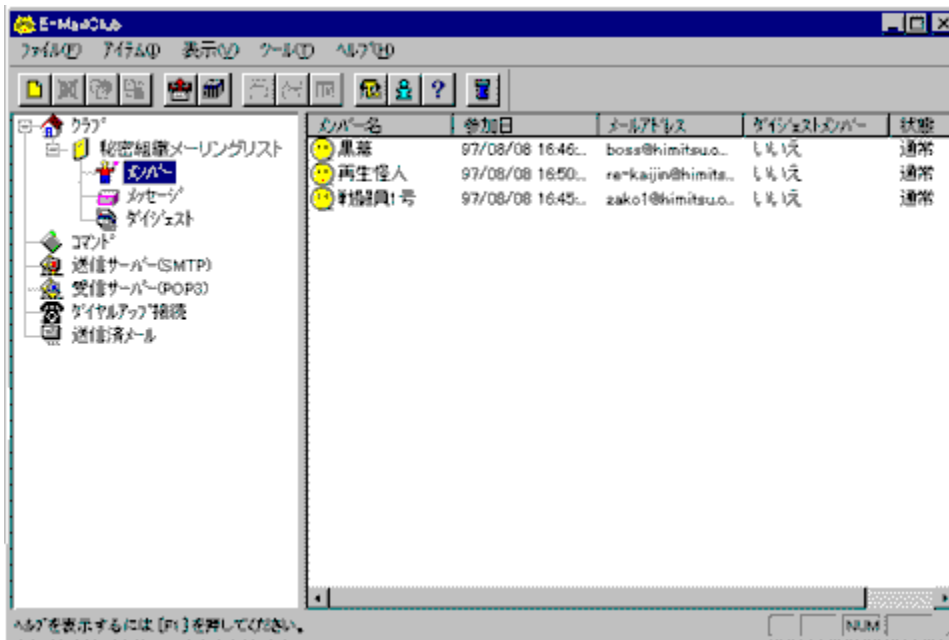 E-MailClub
ファイル(F) アイテム(I) 表示(V) ツール(T) ヘルプ(H)
クラブ
秘密組織メーリングリスト
メンバー
メッセージ
ダイジェスト
コマンド
送信サーバー(SMTP)
受信サーバー(POP3)
ダイヤルアップ接続
送信済メール
メンバー名 参加日 メールアドレス ダイジェストメンバー 状態
黒幕 97/08/08 16:46:... boss@himitsu.o... いいえ 通常
再生怪人 97/08/08 16:50:... re-kaijin@himits... いいえ 通常
戦闘員1号 97/08/08 16:45:... zako1@himitsu.o... いいえ 通常
ヘルプを表示するには [F1] を押してください。
NUM